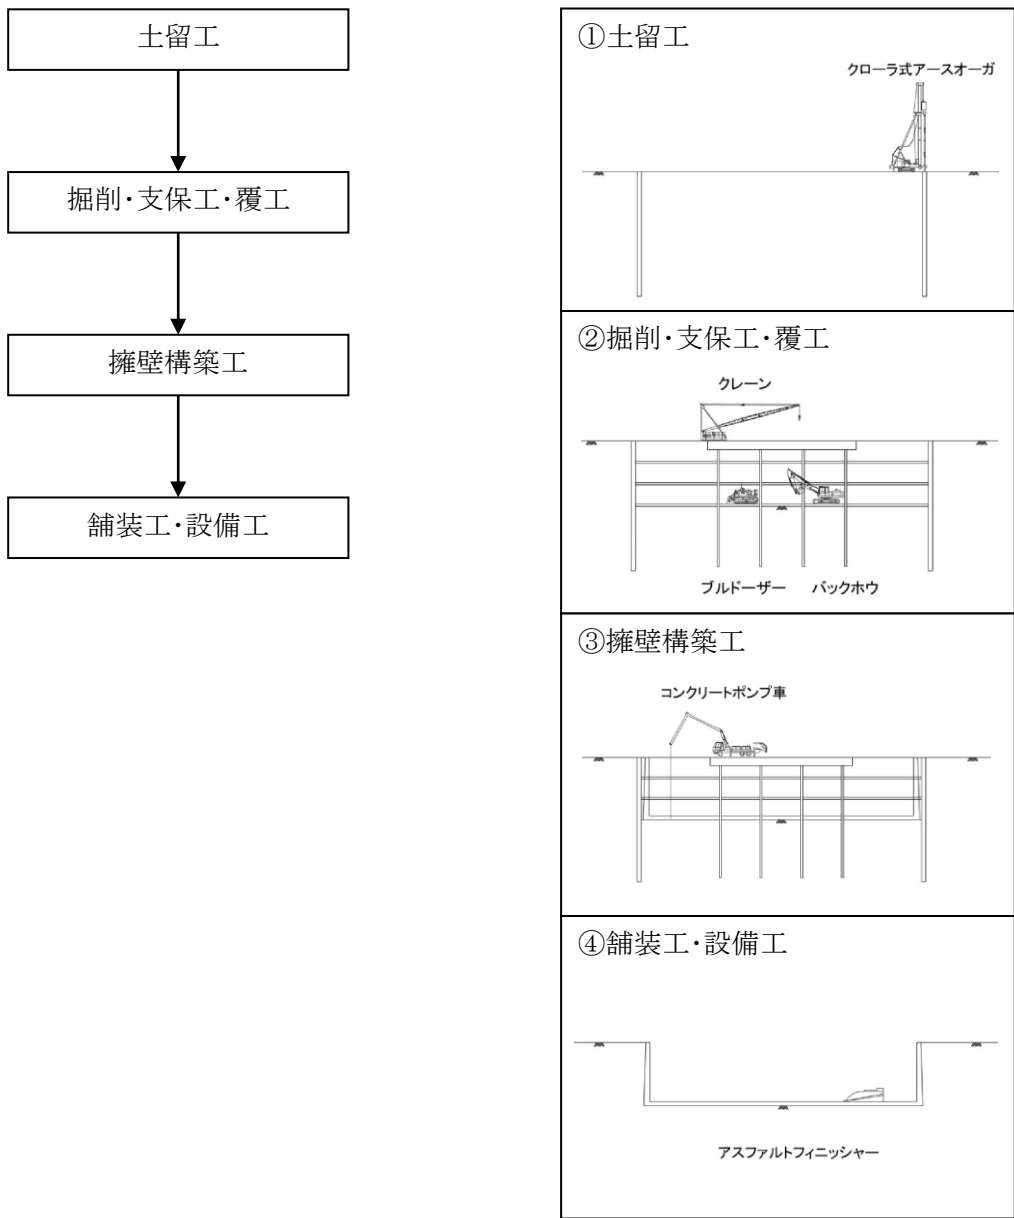 土留工
掘削・支保工・覆工
擁壁構築工
舗装工・設備工
①土留工
クローラ式アースオーガ
②掘削・支保工・覆工
クレーン
ブルドーザー バックホウ
③擁壁構築工
コンクリートポンプ車
④舗装工・設備工
アスファルトフィニッシャー